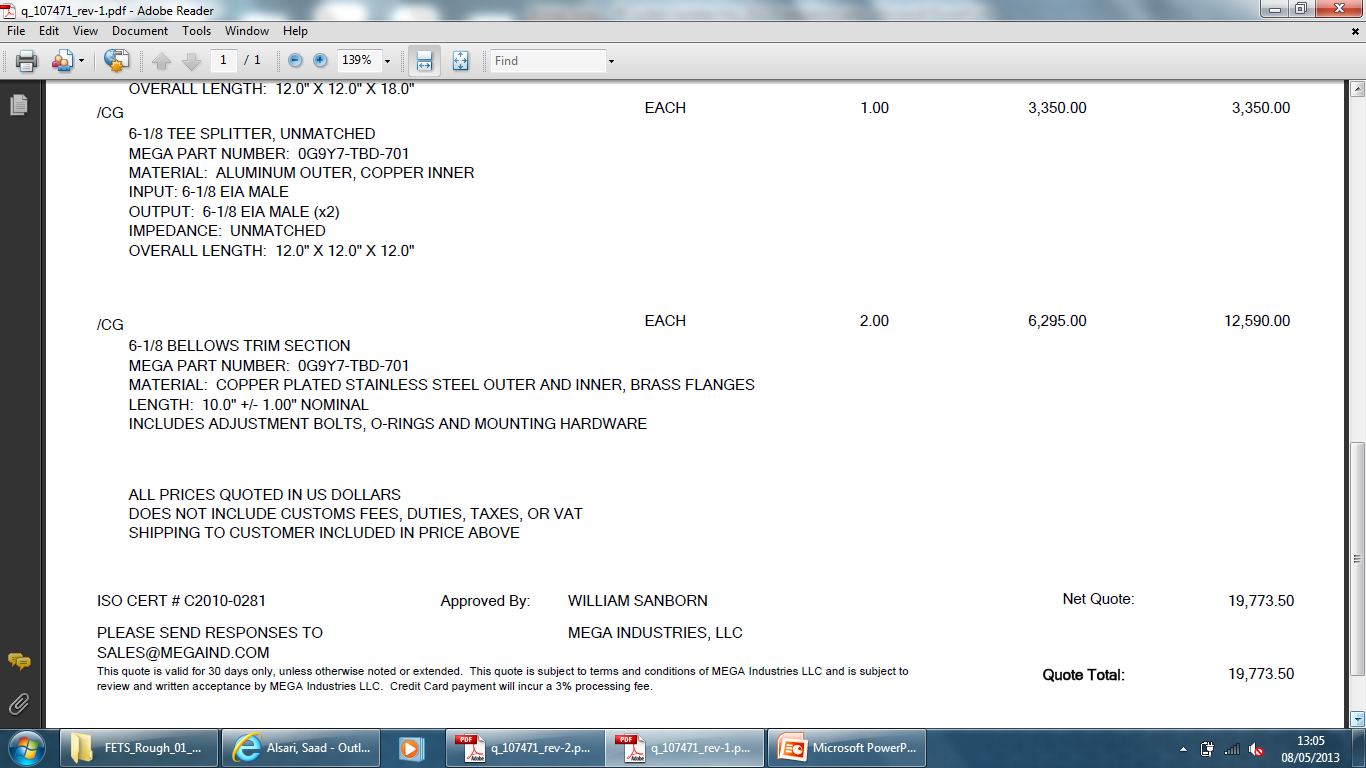 q_107471_rev-1.pdf - Adobe Reader
File Edit View Document Tools Window Help
1 / 1 139% Find
OVERALL LENGTH: 12.0" X 12.0" X 18.0"
/CG EACH 1.00 3,350.00 3,350.00
6-1/8 TEE SPLITTER, UNMATCHED
MEGA PART NUMBER: 0G9Y7-TBD-701
MATERIAL: ALUMINUM OUTER, COPPER INNER
INPUT: 6-1/8 EIA MALE
OUTPUT: 6-1/8 EIA MALE (x2)
IMPEDANCE: UNMATCHED
OVERALL LENGTH: 12.0" X 12.0" X 12.0"
/CG EACH 2.00 6,295.00 12,590.00
6-1/8 BELLOWS TRIM SECTION
MEGA PART NUMBER: 0G9Y7-TBD-701
MATERIAL: COPPER PLATED STAINLESS STEEL OUTER AND INNER, BRASS FLANGES
LENGTH: 10.0" +/- 1.00" NOMINAL
INCLUDES ADJUSTMENT BOLTS, O-RINGS AND MOUNTING HARDWARE
ALL PRICES QUOTED IN US DOLLARS
DOES NOT INCLUDE CUSTOMS FEES, DUTIES, TAXES, OR VAT
SHIPPING TO CUSTOMER INCLUDED IN PRICE ABOVE
ISO CERT # C2010-0281 Approved By: WILLIAM SANBORN Net Quote: 19,773.50
PLEASE SEND RESPONSES TO MEGA INDUSTRIES, LLC
SALES@MEGAIND.COM
This quote is valid for 30 days only, unless otherwise noted or extended. This quote is subject to terms and conditions of MEGA Industries LLC and is subject to
review and written acceptance by MEGA Industries LLC. Credit Card payment will incur a 3% processing fee.
Quote Total: 19,773.50
FETS_Rough_01_... Alsari, Saad - Outl... q_107471_rev-2.p... q_107471_rev-1.p... Microsoft PowerP... 13:05
08/05/2013